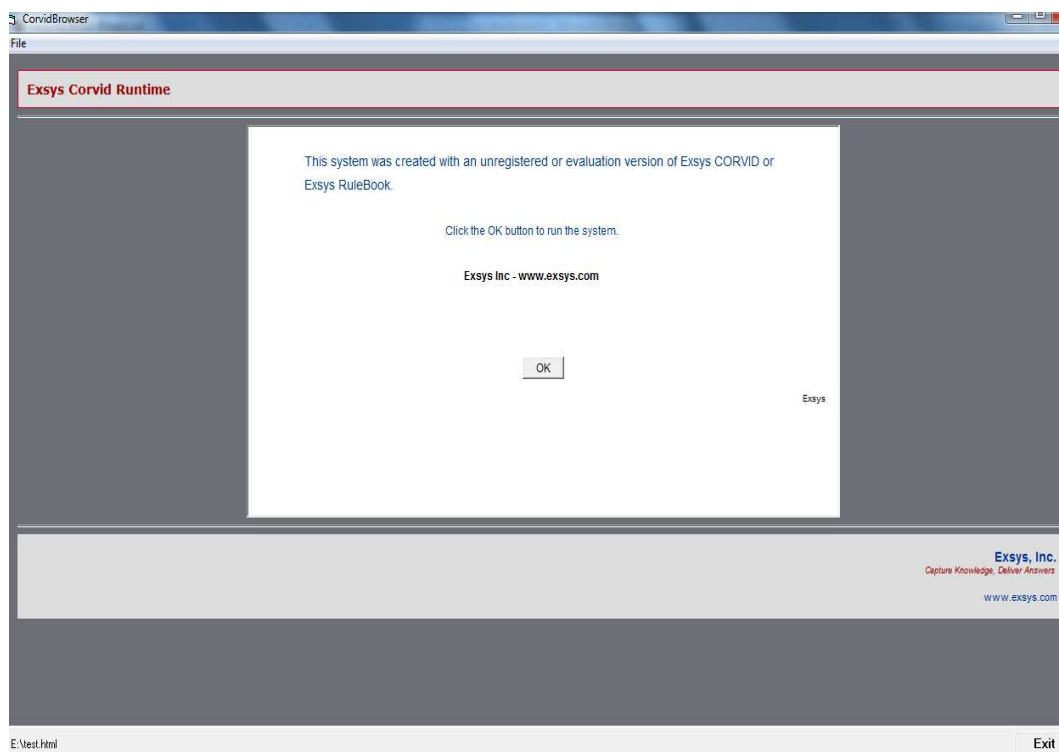 CorvidBrowser
File
Exsys Corvid Runtime
This system was created with an unregistered or evaluation version of Exsys CORVID or
Exsys RuleBook.
Click the OK button to run the system.
Exsys Inc - www.exsys.com
OK
Exsys
Exsys, Inc.
Capture Knowledge, Deliver Answers
www.exsys.com
E:\test.html
Exit